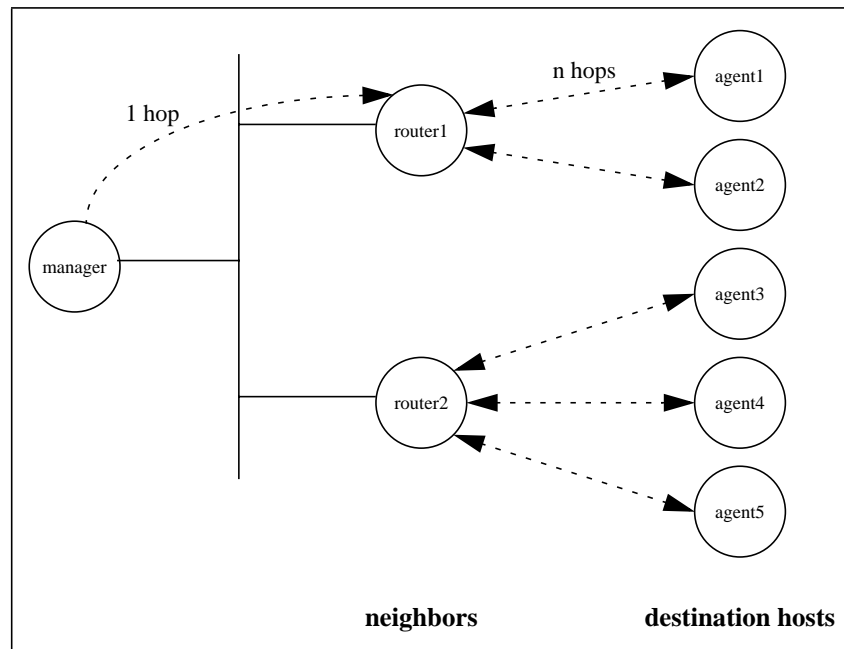 n hops
agent1
1 hop
router1
agent2
manager
agent3
router2
agent4
agent5
neighbors
destination hosts